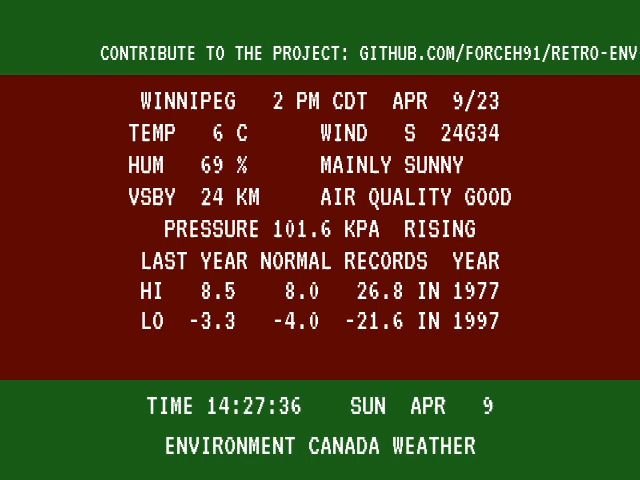 CONTRIBUTE TO THE PROJECT: GITHUB.COM/FORCEH91/RETRO-ENV
WINNIPEG 2 PM CDT APR 9/23
TEMP 6 C WIND S 24G34
HUM 69 % MAINLY SUNNY
VSBY 24 KM AIR QUALITY GOOD
PRESSURE 101.6 KPA RISING
LAST YEAR NORMAL RECORDS YEAR
HI 8.5 8.0 26.8 IN 1977
LO -3.3 -4.0 -21.6 IN 1997
TIME 14:27:36 SUN APR 9
ENVIRONMENT CANADA WEATHER